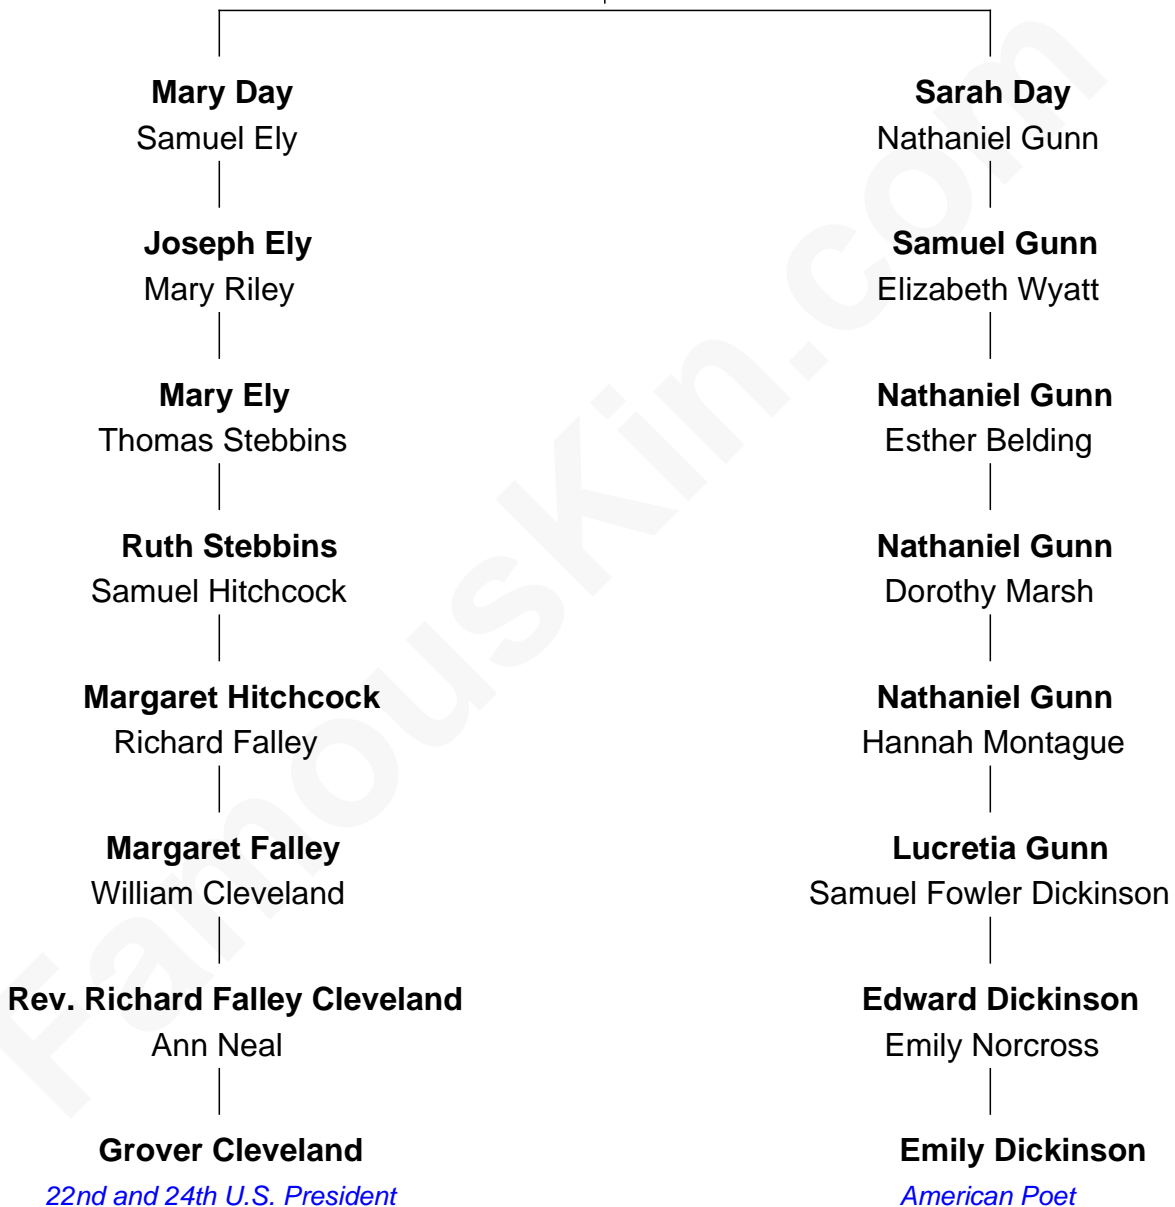 Mary Day
Samuel Ely
Joseph Ely
Mary Riley
Mary Ely
Thomas Stebbins
Ruth Stebbins
Samuel Hitchcock
Margaret Hitchcock
Richard Falley
Margaret Falley
William Cleveland
Rev. Richard Falley Cleveland
Ann Neal
Grover Cleveland
22nd and 24th U.S. President
Sarah Day
Nathaniel Gunn
Samuel Gunn
Elizabeth Wyatt
Nathaniel Gunn
Esther Belding
Nathaniel Gunn
Dorothy Marsh
Nathaniel Gunn
Hannah Montague
Lucretia Gunn
Samuel Fowler Dickinson
Edward Dickinson
Emily Norcross
Emily Dickinson
American Poet
FamousKin.com